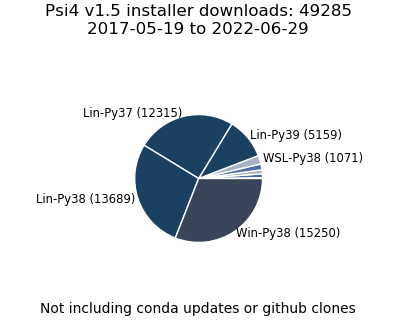 Psi4 v1.5 installer downloads: 49285
2017-05-19 to 2022-06-29
Lin-Py37 (12315)
Lin-Py39 (5159)
WSL-Py38 (1071)
Lin-Py38 (13689)
Win-Py38 (15250)
Not including conda updates or github clones